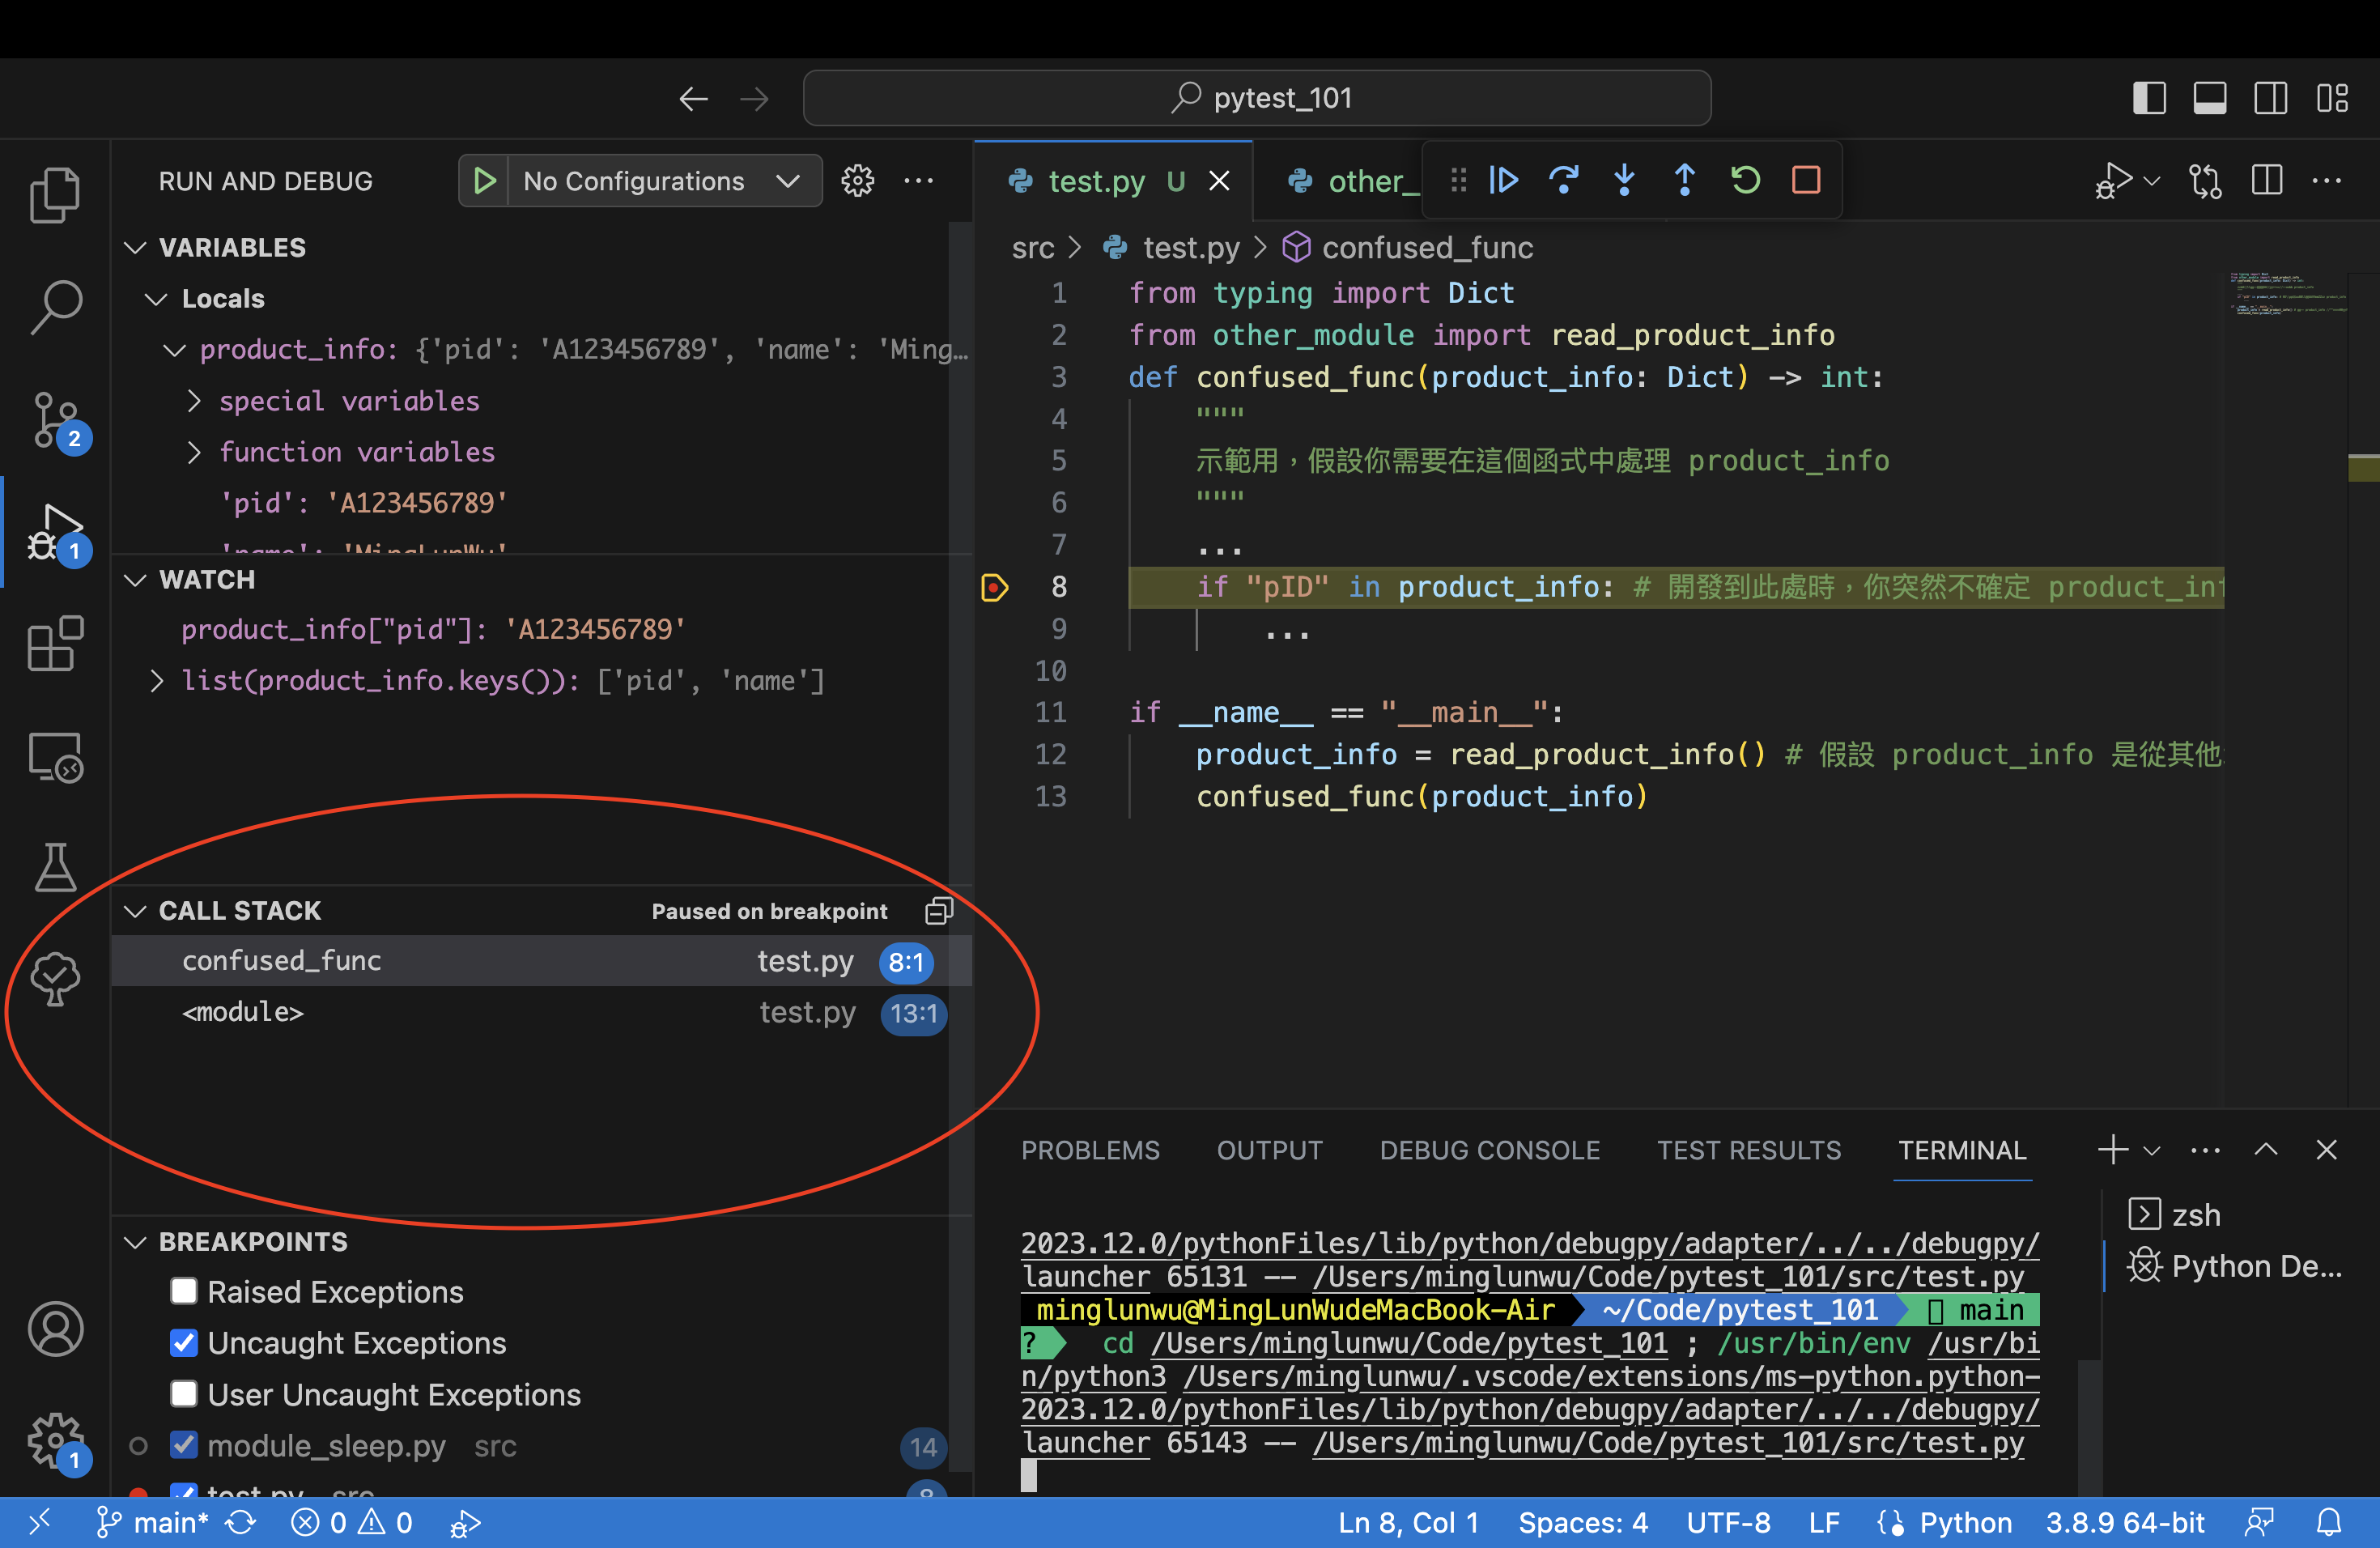 pytest_101
RUN AND DEBUG
No Configurations
VARIABLES
Locals
product_info: {'pid': 'A123456789', 'name': 'Ming…
special variables
function variables
'pid': 'A123456789'
'name': 'MingLunWu'
WATCH
product_info["pid"]: 'A123456789'
list(product_info.keys()): ['pid', 'name']
CALL STACK
Paused on breakpoint
confused_func test.py 8:1
<module> test.py 13:1
BREAKPOINTS
Raised Exceptions
Uncaught Exceptions
User Uncaught Exceptions
module_sleep.py src 14
test.py src 8
2
1
1
test.py U
other_
src > test.py > confused_func
1 from typing import Dict
2 from other_module import read_product_info
3 def confused_func(product_info: Dict) -> int:
4 """
5 示範用，假設你需要在這個函式中處理 product_info
6 """
7 ...
8 if "pID" in product_info: # 開發到此處時，你突然不確定 product_inf
9 ...
10
11 if __name__ == "__main__":
12 product_info = read_product_info() # 假設 product_info 是從其他
13 confused_func(product_info)
PROBLEMS OUTPUT DEBUG CONSOLE TEST RESULTS TERMINAL
2023.12.0/pythonFiles/lib/python/debugpy/adapter/../../debugpy/
launcher 65131 -- /Users/minglunwu/Code/pytest_101/src/test.py
minglunwu@MingLunWudeMacBook-Air ~/Code/pytest_101 main
? cd /Users/minglunwu/Code/pytest_101 ; /usr/bin/env /usr/bi
n/python3 /Users/minglunwu/.vscode/extensions/ms-python.python-
2023.12.0/pythonFiles/lib/python/debugpy/adapter/../../debugpy/
launcher 65143 -- /Users/minglunwu/Code/pytest_101/src/test.py
zsh
Python De...
main* 0 0
Ln 8, Col 1 Spaces: 4 UTF-8 LF Python 3.8.9 64-bit